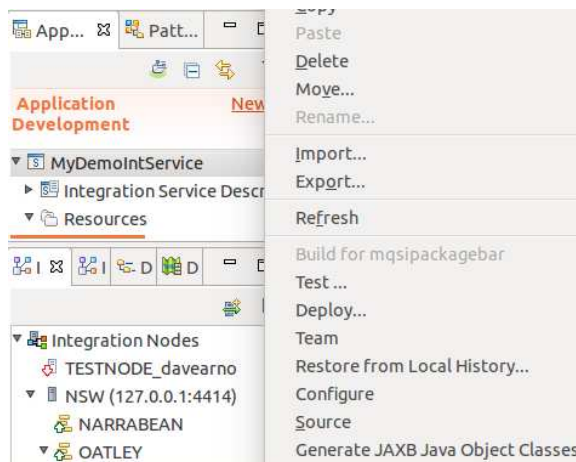 App...
Patt...
Application
Development
New
MyDemoIntService
Integration Service Descr
Resources
I
I
D
D
Integration Nodes
TESTNODE_davearno
NSW (127.0.0.1:4414)
NARRABEAN
OATLEY
Copy
Paste
Delete
Move...
Rename...
Import...
Export...
Refresh
Build for mqsipackagebar
Test ...
Deploy...
Team
Restore from Local History...
Configure
Source
Generate JAXB Java Object Classes